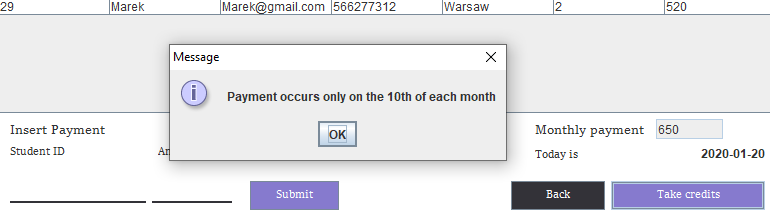 29 Marek Marek@gmail.com 566277312 Warsaw 2 520
Message
Payment occurs only on the 10th of each month
OK
Insert Payment
Monthly payment 650
Student ID
Today is 2020-01-20
Submit
Back
Take credits